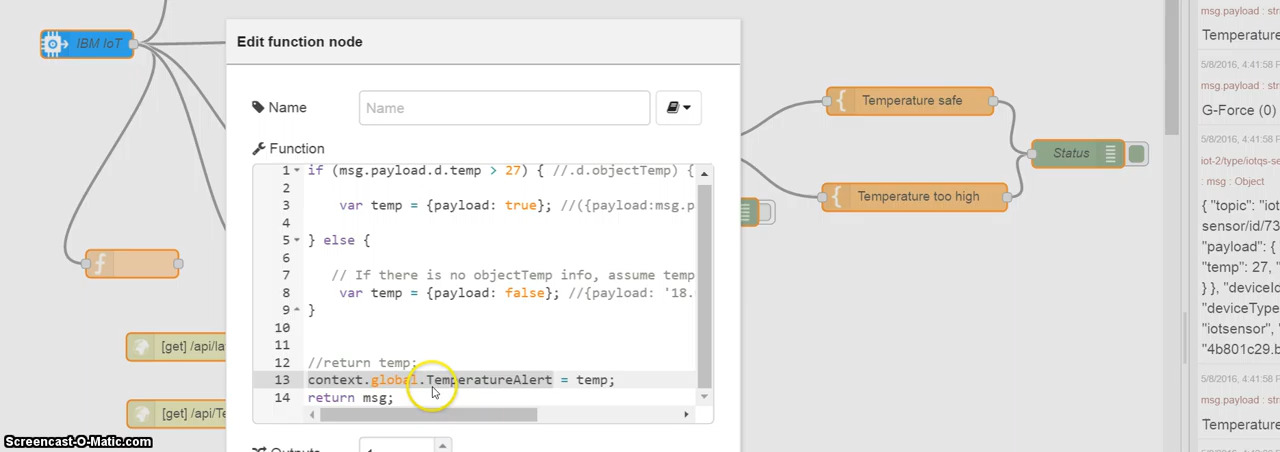 IBM IoT
[get] /api/la
[get] /api/Te
Edit function node
Name
Name
Function
1 if (msg.payload.d.temp > 27) { //.d.objectTemp) {
2
3 var temp = {payload: true}; //({payload:msg.p
5 } else {
6
7 // If there is no objectTemp info, assume temp
8 var temp = {payload: false}; //{payload: '18.
9 }
10
11
12 //return temp;
13 context.global.TemperatureAlert = temp;
14 return msg;
Outputs
Temperature safe
Temperature too high
Status
msg.payload : str
Temperature
5/8/2016, 4:41:58 P
msg.payload : str
G-Force (0)
5/8/2016, 4:41:58 P
iot-2/type/iotqs-se
: msg : Object
{ "topic": "iot
sensor/id/73
"payload": {
"temp": 27, "
} }, "deviceId
"deviceType
"iotsensor", "
"4b801c29.b
5/8/2016, 4:41:58 P
msg.payload : str
Temperature
Screencast-O-Matic.com